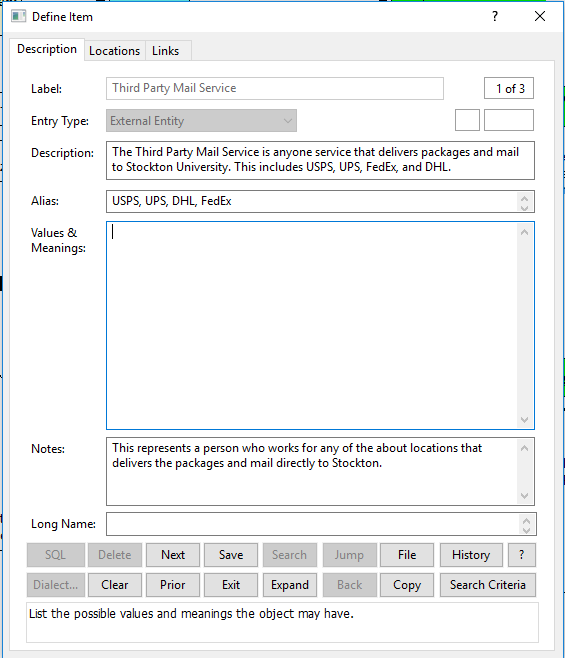 Define Item
?
Description
Locations
Links
Label:
Third Party Mail Service
1 of 3
Entry Type:
External Entity
Description:
The Third Party Mail Service is anyone service that delivers packages and mail
to Stockton University. This includes USPS, UPS, FedEx, and DHL.
Alias:
USPS, UPS, DHL, FedEx
Values &
Meanings:
Notes:
This represents a person who works for any of the about locations that
delivers the packages and mail directly to Stockton.
Long Name:
SQL
Delete
Next
Save
Search
Jump
File
History
?
Dialect...
Clear
Prior
Exit
Expand
Back
Copy
Search Criteria
List the possible values and meanings the object may have.